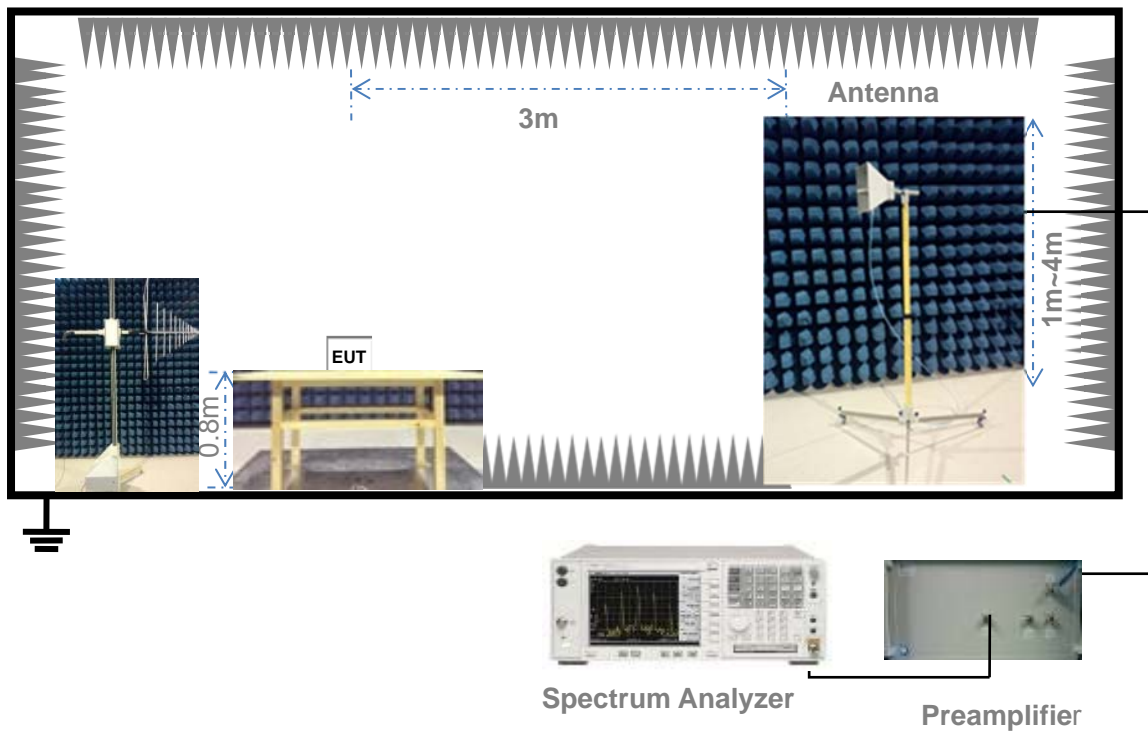 Antenna
3m
1m~4m
EUT
0.8m
Spectrum Analyzer
Preamplifier